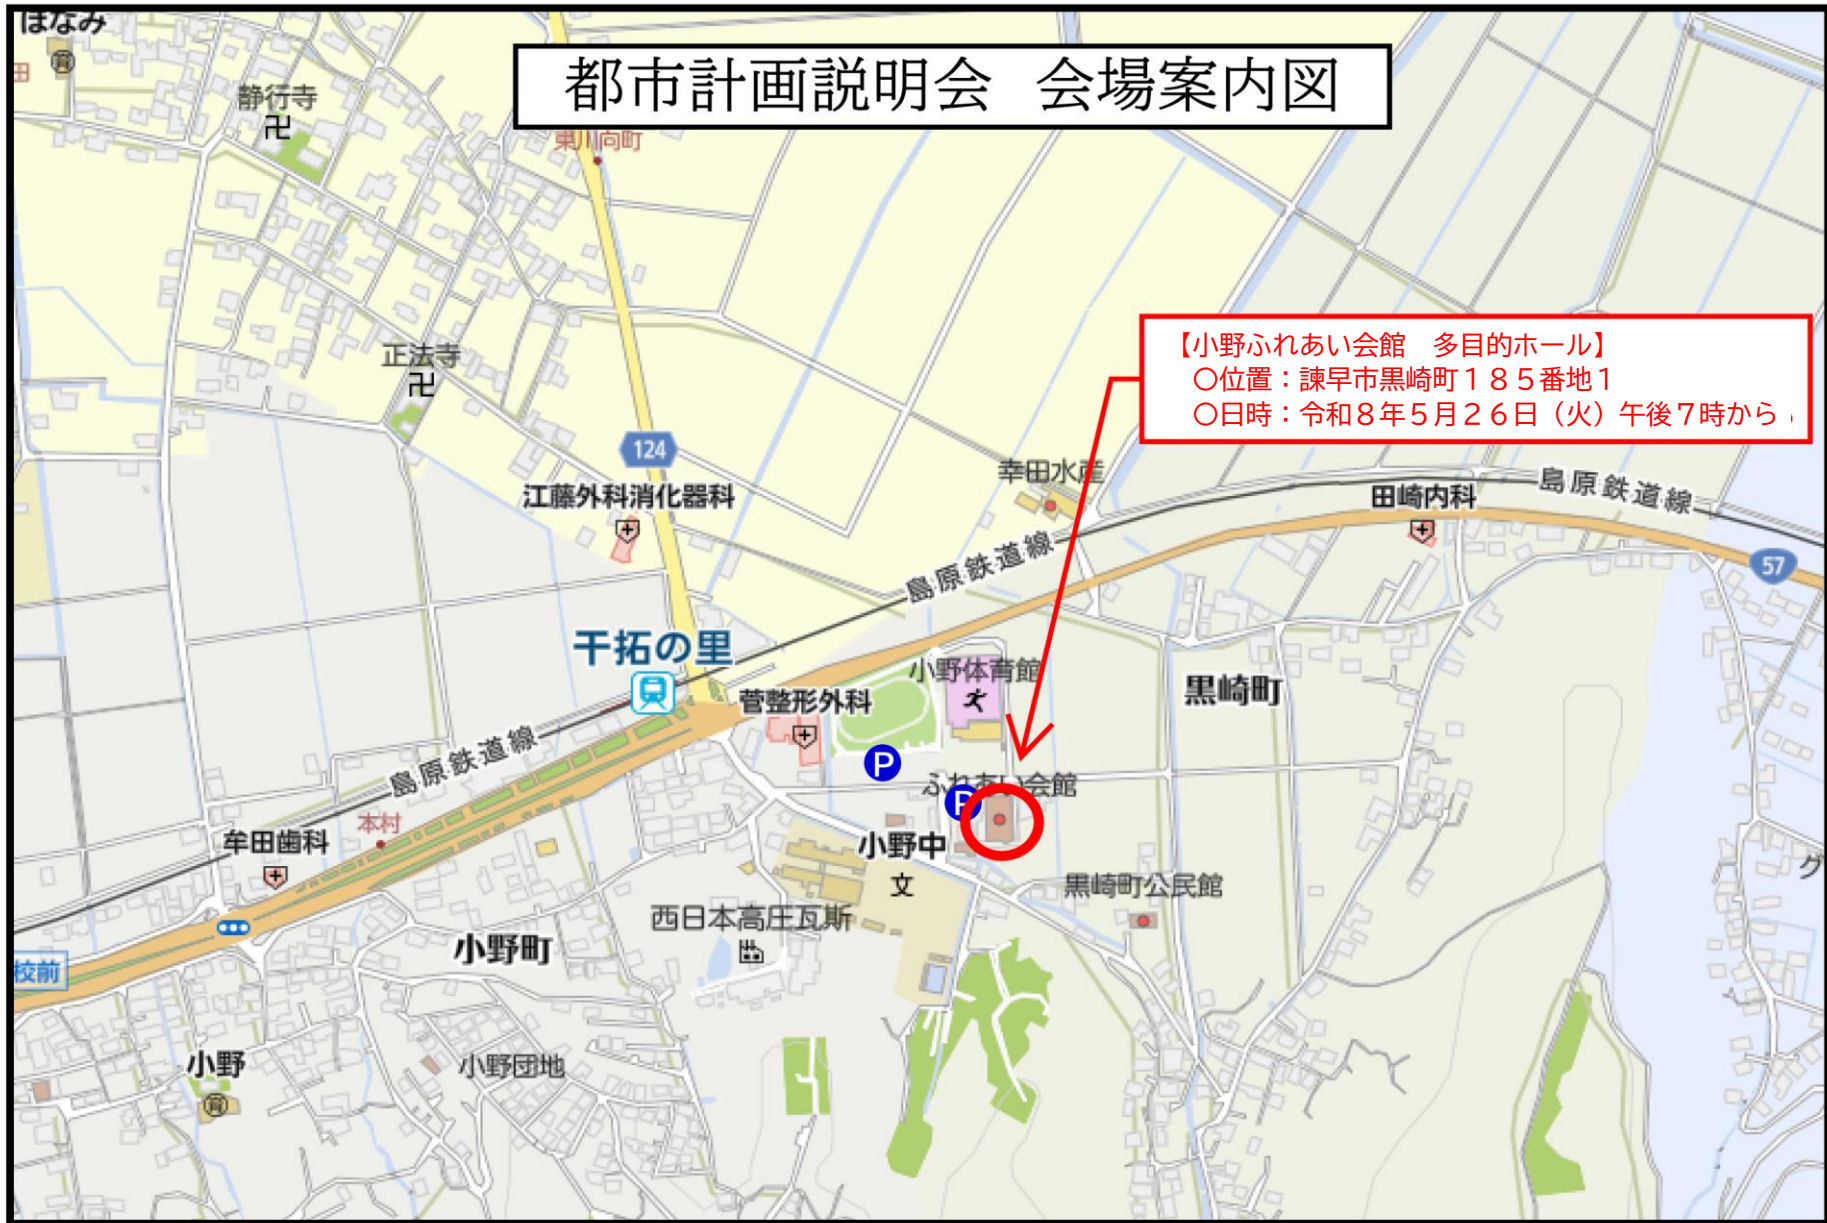 ほなみ
都市計画説明会　会場案内図
静行寺
東川向町
田
【小野ふれあい会館　多目的ホール】
〇位置：諫早市黒崎町１８５番地１
〇日時：令和８年５月２６日（火）午後７時から
正法寺
124
江藤外科消化器科
幸田水産
田崎内科
島原鉄道線
島原鉄道線
57
干拓の里
小野体育館
菅整形外科
黒崎町
島原鉄道線
P
ふれあい会館
P
本村
牟田歯科
小野中
文
黒崎町公民館
グ
西日本高圧瓦斯
小野町
校前
小野
小野団地